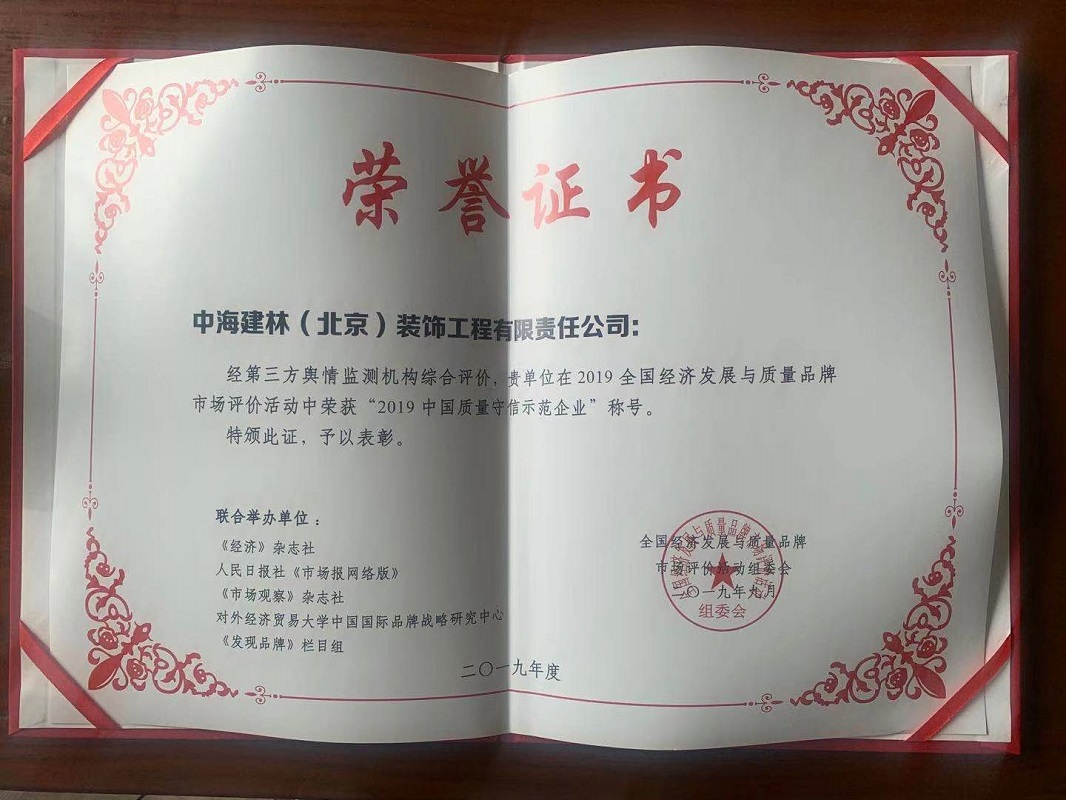 荣誉证书
中海建林（北京）装饰工程有限责任公司：
经第三方舆情监测机构综合评价，贵单位在2019全国经济发展与质量品牌
市场评价活动中荣获“2019中国质量守信示范企业”称号。
特颁此证，予以表彰。
联合举办单位：
《经济》杂志社
人民日报社《市场报网络版》
《市场观察》杂志社
对外经济贸易大学中国国际品牌战略研究中心
《发现品牌》栏目组
全国经济发展与质量品牌
市场评价活动组委会
二〇一九年九月
组委会
二〇一九年度